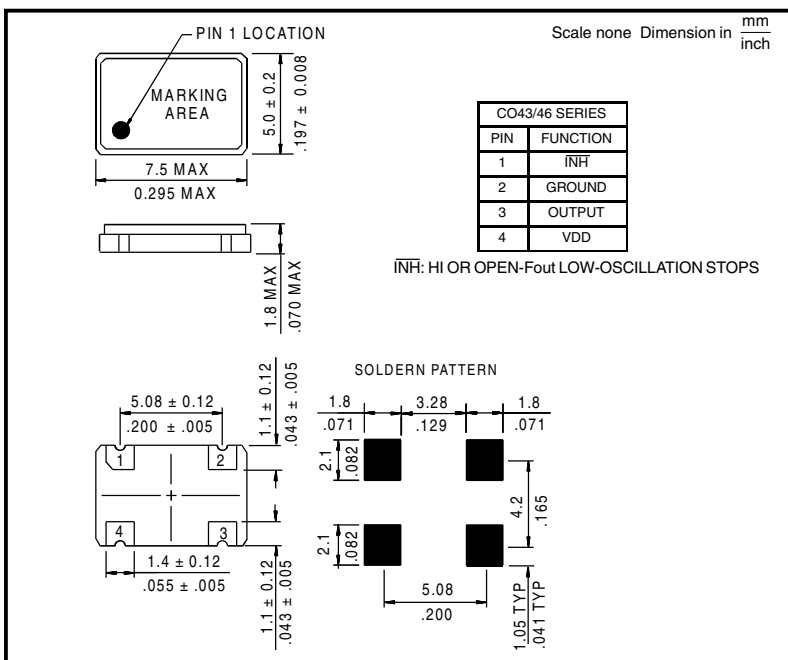 PIN 1 LOCATION
Scale none Dimension in mm
inch
MARKING
AREA
5.0 ± 0.2
.197 ± 0.008
7.5 MAX
0.295 MAX
CO43/46 SERIES
PIN FUNCTION
1 I̅N̅H̅
2 GROUND
3 OUTPUT
4 VDD
I̅N̅H̅: HI OR OPEN-Fout LOW-OSCILLATION STOPS
1.8 MAX
.070 MAX
5.08 ± 0.12
.200 ± .005
1.1 ± 0.12
.043 ± .005
1 2
4 3
1.4 ± 0.12
.055 ± .005
1.1 ± 0.12
.043 ± .005
SOLDERN PATTERN
1.8 3.28 1.8
.071 .129 .071
2.1
.082
4.2
.165
2.1
.082
5.08
.200
1.05 TYP
.041 TYP